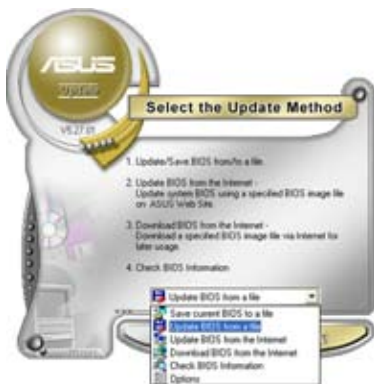 ASUS
Update
V6.27.01
Select the Update Method
1. Update/Save BIOS from/to a file.
2. Update BIOS from the Internet -
Update system BIOS using a specified BIOS image file
on ASUS Web Site.
3. Download BIOS from the Internet -
Download a specified BIOS image file via Internet for
later usage.
4. Check BIOS Information
Update BIOS from a file
Save current BIOS to a file
Update BIOS from a file
Update BIOS from the Internet
Download BIOS from the Internet
Check BIOS Information
Options